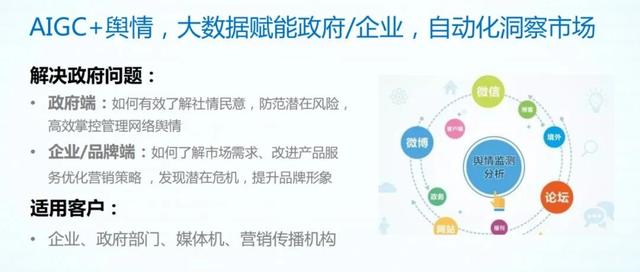 AIGC+舆情，大数据赋能政府/企业，自动化洞察市场
解决政府问题：
• 政府端：如何有效了解社情民意，防范潜在风险，
高效掌控管理网络舆情
• 企业/品牌端：如何了解市场需求、改进产品服
务优化营销策略 ，发现潜在危机，提升品牌形象
适用客户：
• 企业、政府部门、媒体机、营销传播机构
微信
博客
客户端
微博
境外
舆情监测
分析
政务
论坛
网站
报刊